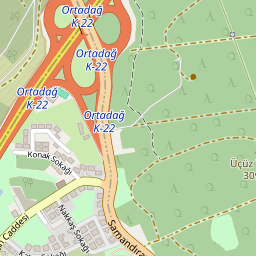 Ortadağ
K-22
Ortadağ
K-22
Ortadağ
K-22
Ortadağ
K-22
Konak Sokağı
Üçüz
309
Nakkaş Sokağı
Caddesi
Samandıra